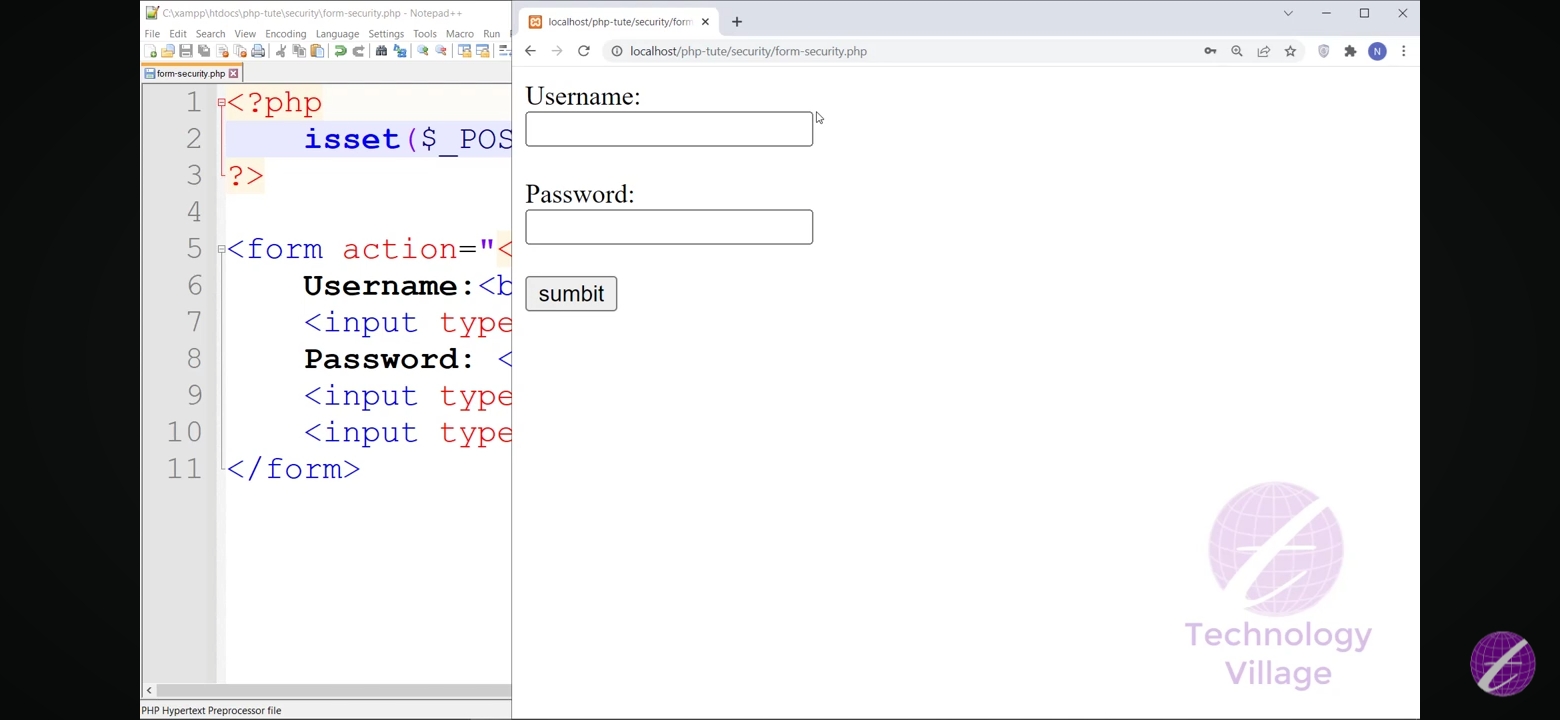 C:\xampp\htdocs\php-tute\security\form-security.php - Notepad++
File Edit Search View Encoding Language Settings Tools Macro Run
form-security.php
1 <?php
2 isset($_POS
3 ?>
4
5 <form action="<
6 Username:<b
7 <input type
8 Password: <
9 <input type
10 <input type
11 </form>
PHP Hypertext Preprocessor file
localhost/php-tute/security/form
localhost/php-tute/security/form-security.php
N
Username:
Password:
sumbit
Technology
Village